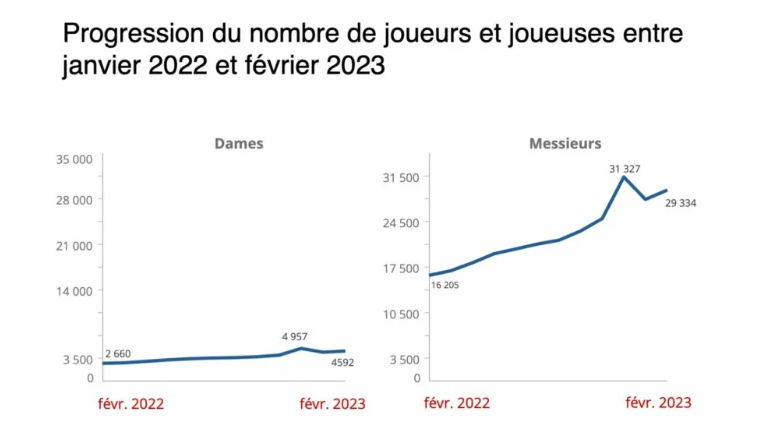 Progression du nombre de joueurs et joueuses entre
janvier 2022 et février 2023
Dames
35 000
28 000
21 000
14 000
3 500
0
2 660
4 957
4592
févr. 2022
févr. 2023
Messieurs
31 500
24 500
17 500
10 500
3 500
0
16 205
31 327
29 334
févr. 2022
févr. 2023